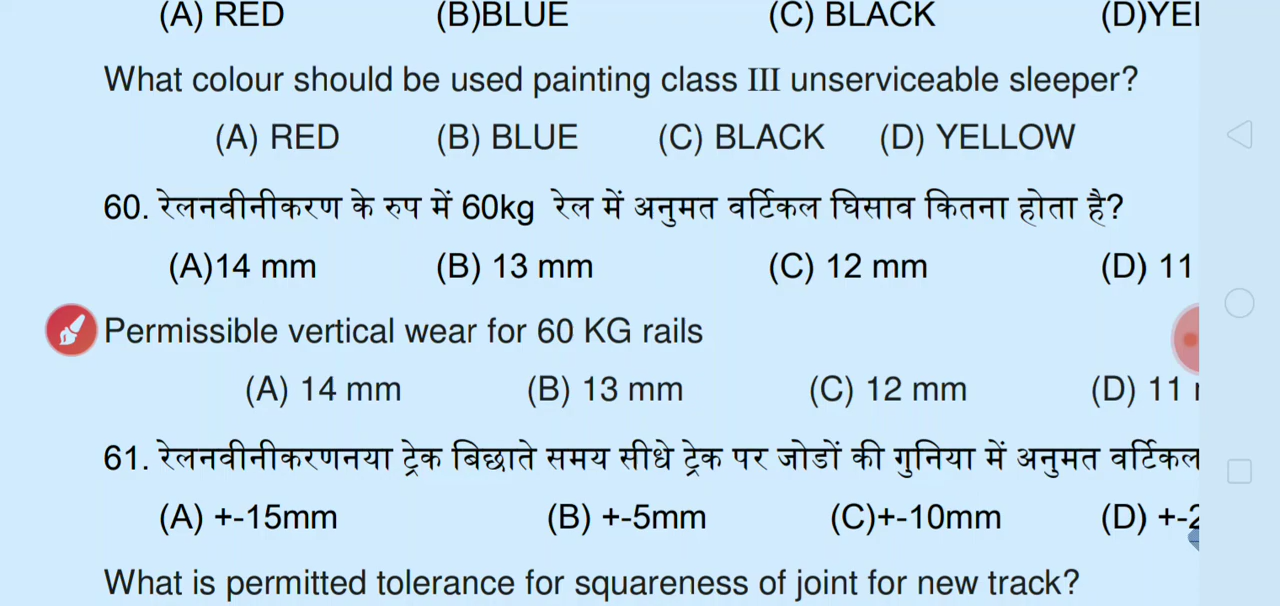 (A) RED (B)BLUE (C) BLACK (D)YEL
What colour should be used painting class III unserviceable sleeper?
(A) RED (B) BLUE (C) BLACK (D) YELLOW
60. रेलनवीनीकरण के रुप में 60kg रेल में अनुमत वर्टिकल घिसाव कितना होता है?
(A)14 mm (B) 13 mm (C) 12 mm (D) 11
Permissible vertical wear for 60 KG rails
(A) 14 mm (B) 13 mm (C) 12 mm (D) 11
61. रेलनवीनीकरणनया ट्रेक बिछाते समय सीधे ट्रेक पर जोडों की गुनिया में अनुमत वर्टिकल
(A) +-15mm (B) +-5mm (C)+-10mm (D) +-2
What is permitted tolerance for squareness of joint for new track?